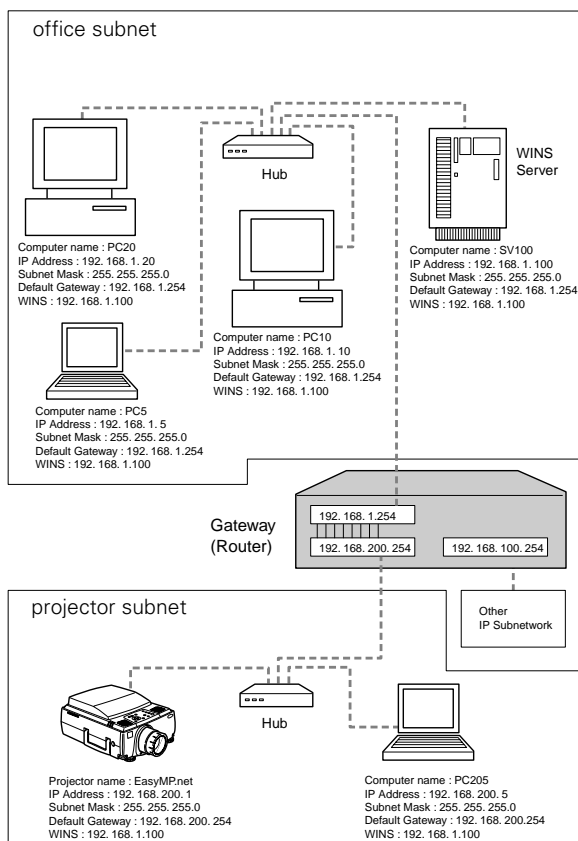 office subnet
Hub
WINS
Server
Computer name : PC20
IP Address : 192. 168. 1. 20
Subnet Mask : 255. 255. 255.0
Default Gateway : 192. 168. 1.254
WINS : 192. 168. 1.100
Computer name : SV100
IP Address : 192. 168. 1. 100
Subnet Mask : 255. 255. 255.0
Default Gateway : 192. 168. 1.254
WINS : 192. 168. 1.100
Computer name : PC10
IP Address : 192. 168. 1. 10
Subnet Mask : 255. 255. 255.0
Default Gateway : 192. 168. 1.254
WINS : 192. 168. 1.100
Computer name : PC5
IP Address : 192. 168. 1. 5
Subnet Mask : 255. 255. 255.0
Default Gateway : 192. 168. 1.254
WINS : 192. 168. 1.100
Gateway
(Router)
192. 168. 1.254
192. 168. 200. 254
192. 168. 100. 254
Other
IP Subnetwork
projector subnet
Hub
Projector name : EasyMP.net
IP Address : 192. 168. 200. 1
Subnet Mask : 255. 255. 255.0
Default Gateway : 192. 168. 200. 254
WINS : 192. 168. 1.100
Computer name : PC205
IP Address : 192. 168. 200. 5
Subnet Mask : 255. 255. 255.0
Default Gateway : 192. 168. 200.254
WINS : 192. 168. 1.100